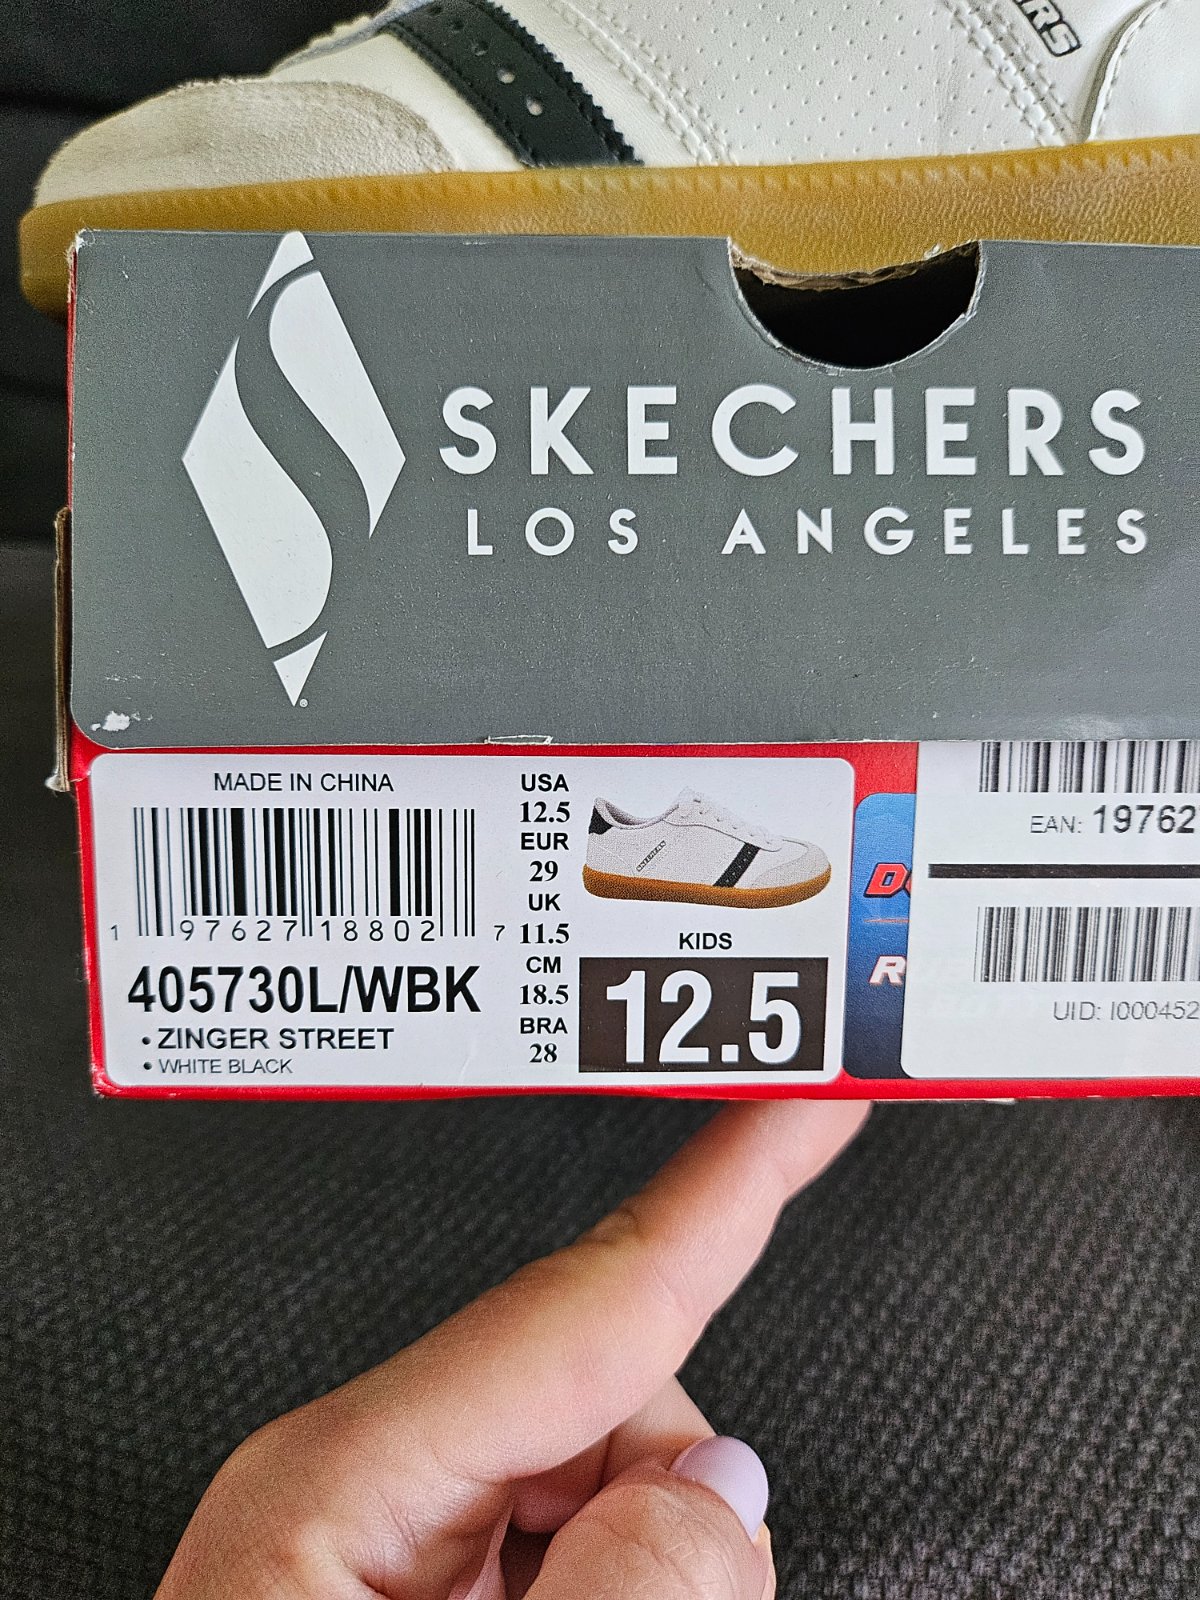 SKECHERS
LOS ANGELES
®
MADE IN CHINA
1 97627 18802 7
405730L/WBK
• ZINGER STREET
• WHITE BLACK
USA
12.5
EUR
29
UK
11.5
CM
18.5
BRA
28
SKECHERS
KIDS
12.5
EAN: 19762
UID: I000452